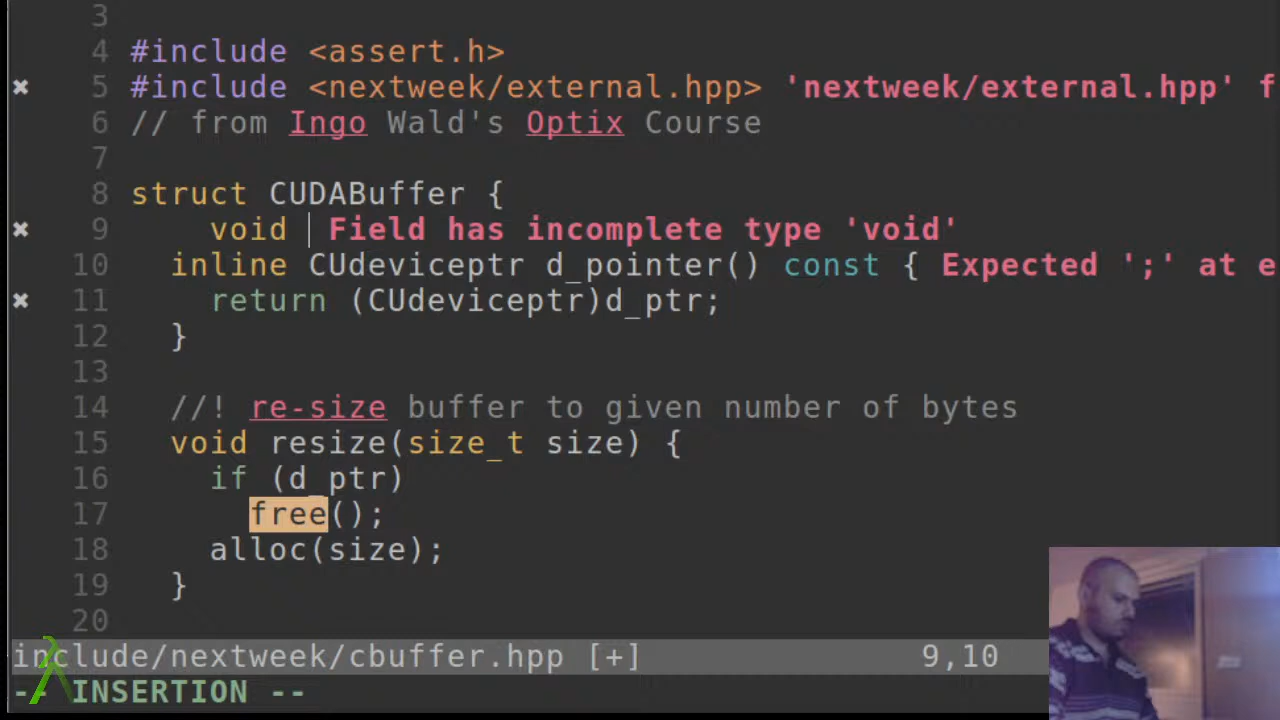 3
4 #include <assert.h>
✖ 5 #include <nextweek/external.hpp> 'nextweek/external.hpp' f
6 // from Ingo Wald's Optix Course
7
8 struct CUDABuffer {
✖ 9 void Field has incomplete type 'void'
10 inline CUdeviceptr d_pointer() const { Expected ';' at e
✖ 11 return (CUdeviceptr)d_ptr;
12 }
13
14 //! re-size buffer to given number of bytes
15 void resize(size_t size) {
16 if (d_ptr)
17 free();
18 alloc(size);
19 }
20
include/nextweek/cbuffer.hpp [+] 9,10
-- INSERTION --
λ